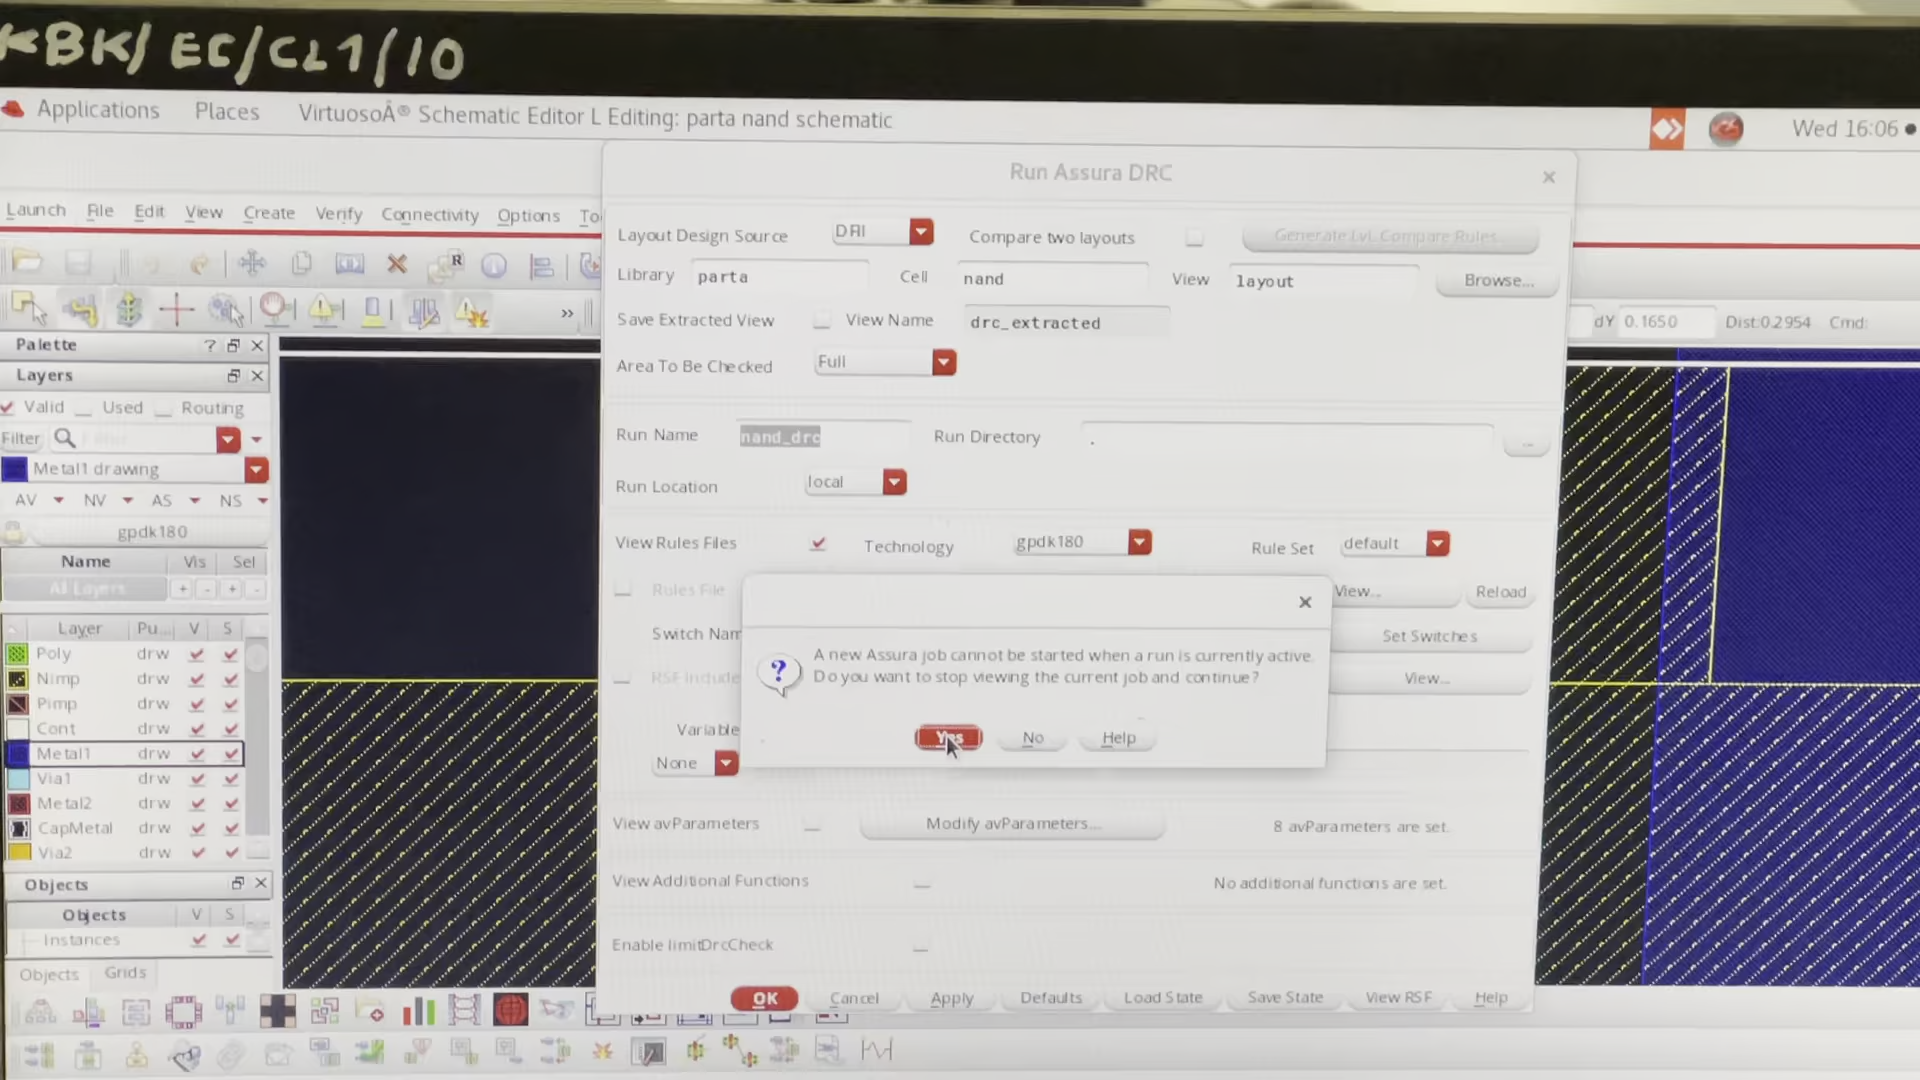 KBK/EC/CL1/10
Applications Places VirtuosoÂ® Schematic Editor L Editing: parta nand schematic Wed 16:06
Run Assura DRC
Launch File Edit View Create Verify Connectivity Options To
Layout Design Source DFII Compare two layouts Generate LvL Compare Rules...
Library parta Cell nand View layout Browse...
Save Extracted View View Name drc_extracted
dY 0.1650 Dist:0.2954 Cmd:
Area To Be Checked Full
Palette
Layers
Valid Used Routing
Filter
Metal1 drawing
AV NV AS NS
gpdk180
Name Vis Sel
All Layers + - + -
Layer Pu... V S
Poly drw
Nimp drw
Pimp drw
Cont drw
Metal1 drw
Via1 drw
Metal2 drw
CapMetal drw
Via2 drw
Objects
Objects V S
Instances
Objects Grids
Run Name nand_drc Run Directory .
...
Run Location local
View Rules Files Technology gpdk180 Rule Set default
Rules File View... Reload
Switch Nam Set Switches
RSF Include View...
A new Assura job cannot be started when a run is currently active.
Do you want to stop viewing the current job and continue?
Yes No Help
Variable
None
View avParameters Modify avParameters... 8 avParameters are set.
View Additional Functions No additional functions are set.
Enable limitDrcCheck
OK Cancel Apply Defaults Load State Save State View RSF Help